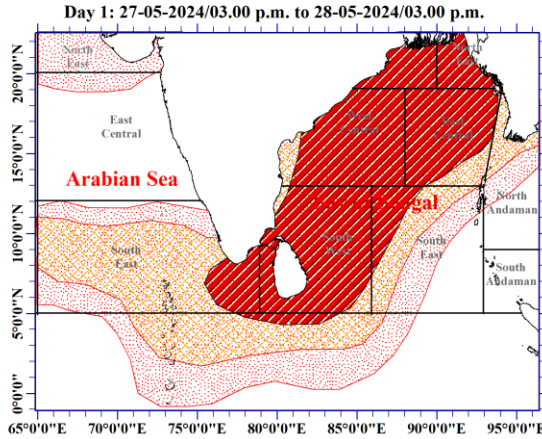 Day 1: 27-05-2024/03.00 p.m. to 28-05-2024/03.00 p.m.
North
East
North
East
East
Central
West
Central
East
Central
Arabian Sea
Bengal
North
Andaman
South
East
South
West
South
East
South
Andaman
20°0'0"N
15°0'0"N
10°0'0"N
5°0'0"N
0°0'0"
65°0'0"E 70°0'0"E 75°0'0"E 80°0'0"E 85°0'0"E 90°0'0"E 95°0'0"E